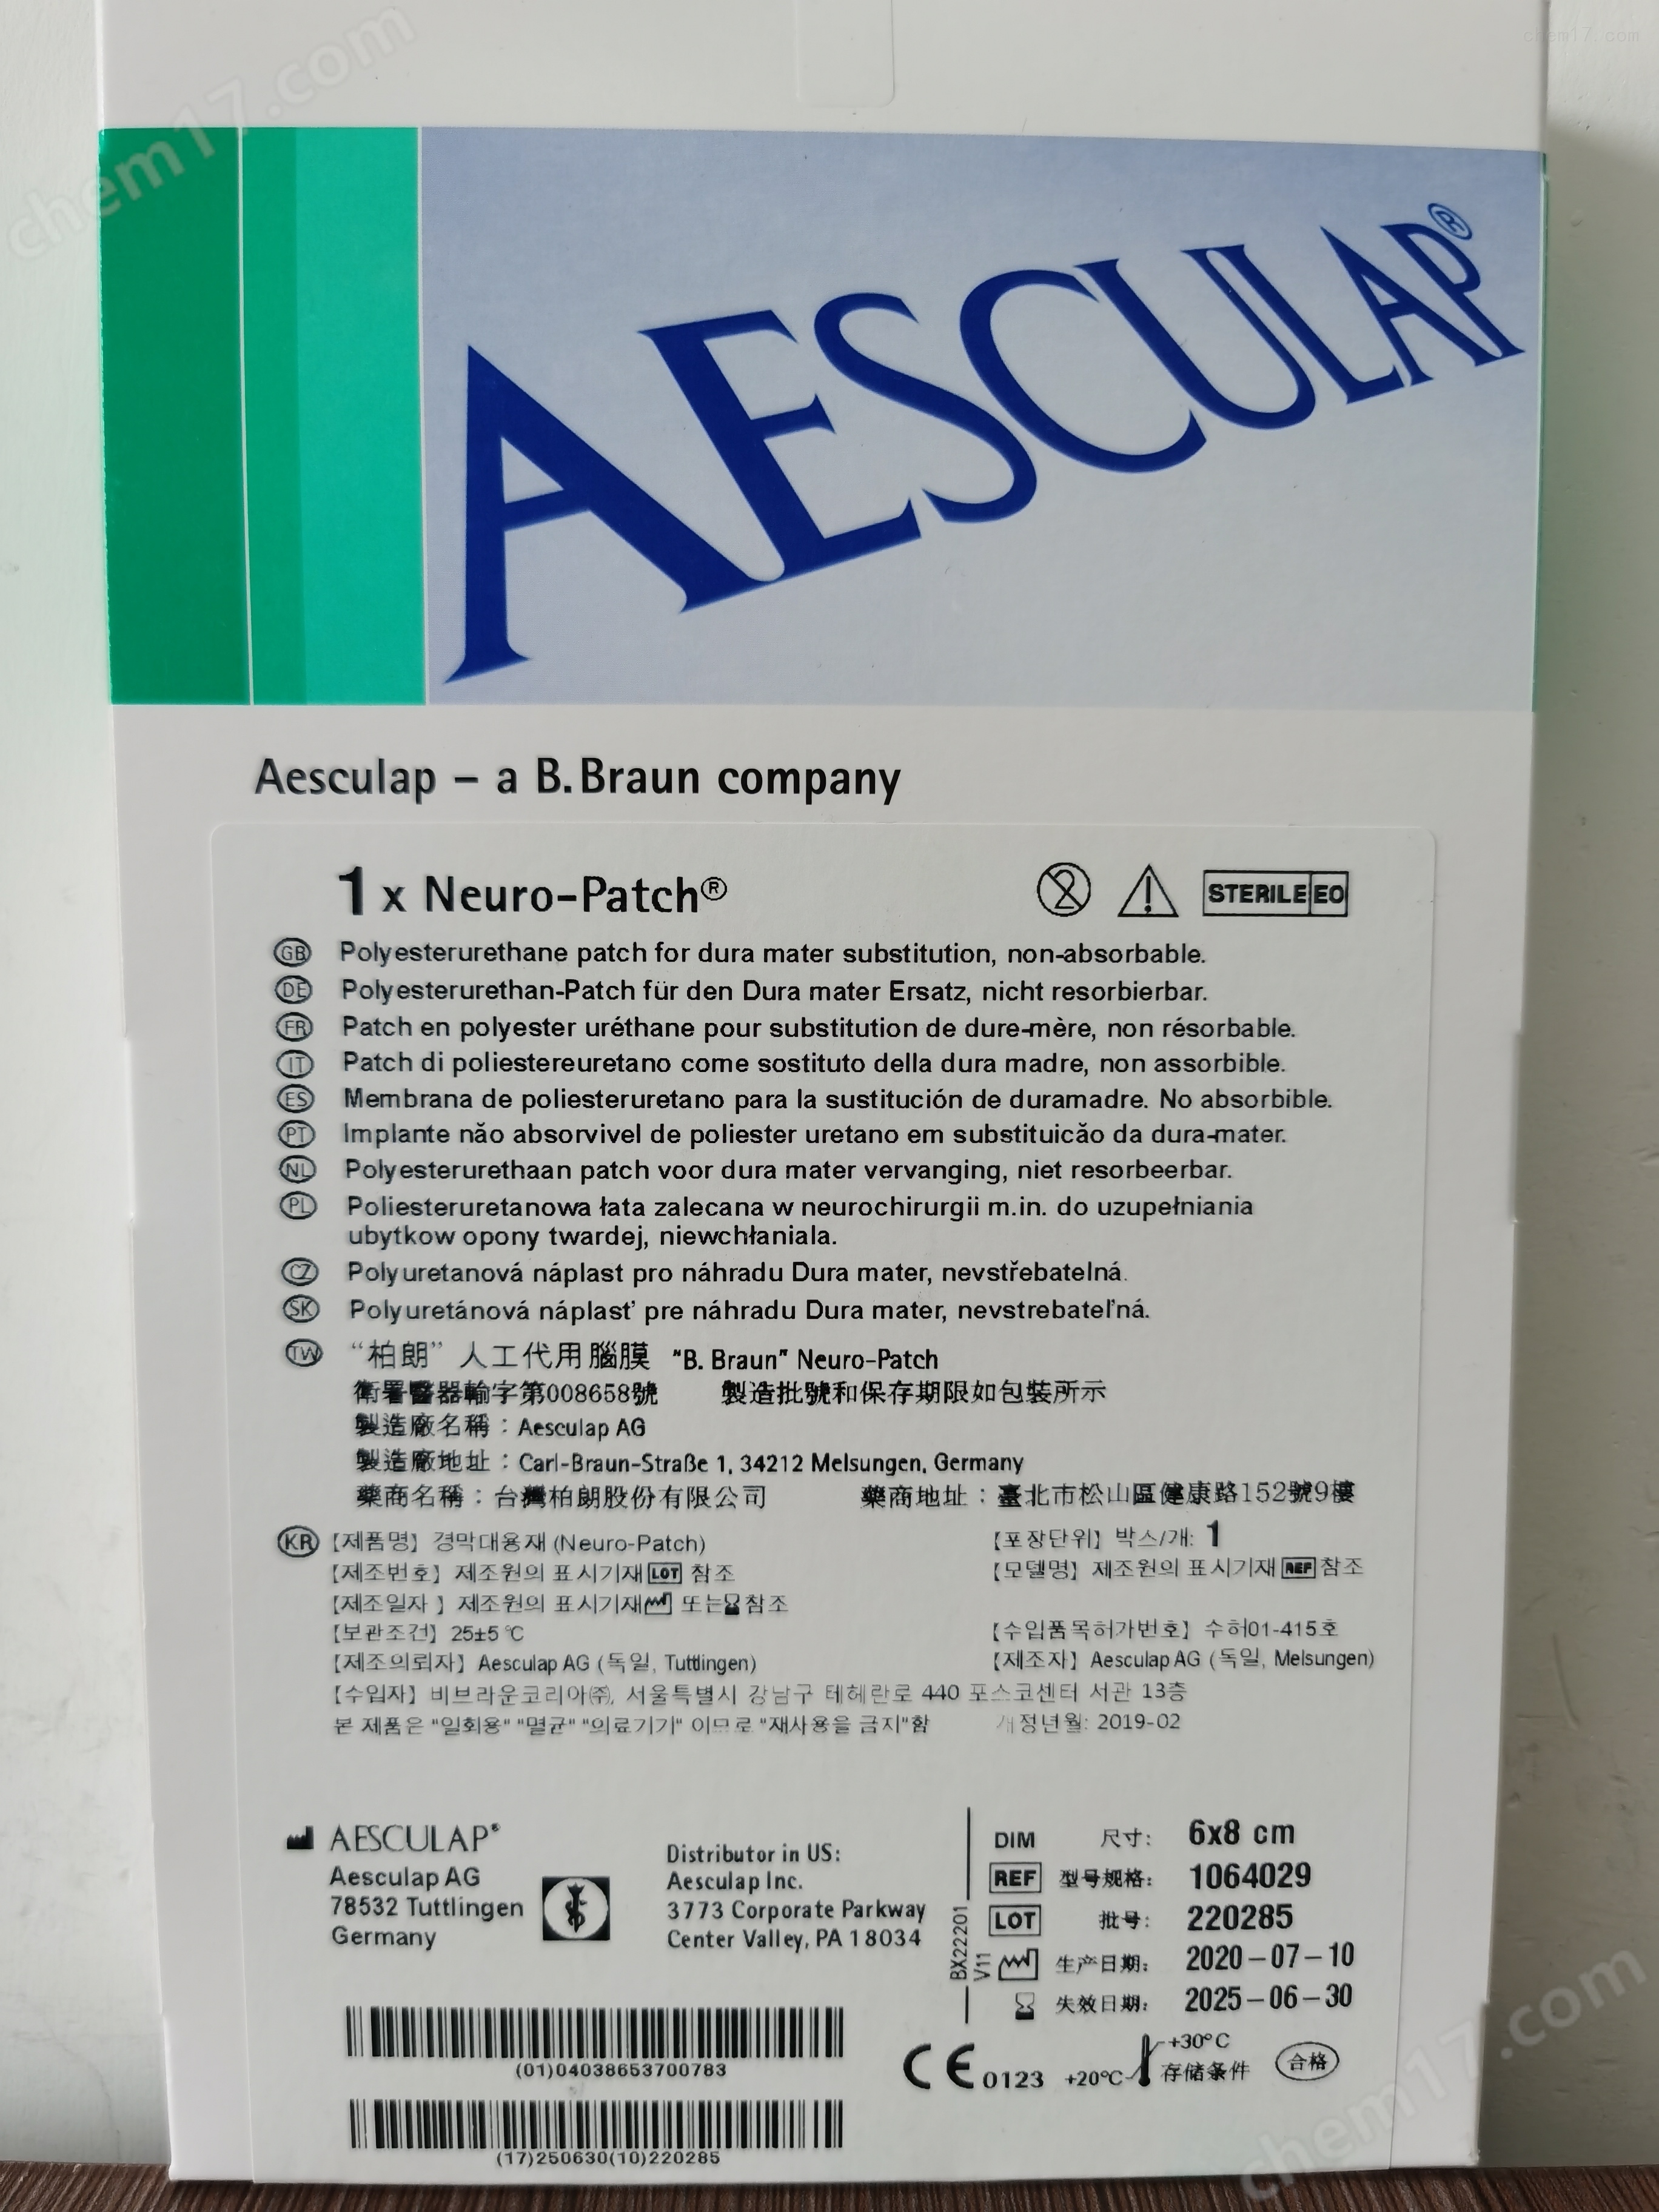 chem17.com
chem17.com
AESCULAP®
Aesculap – a B.Braun company
1 x Neuro-Patch®
STERILE EO
GB Polyesterurethane patch for dura mater substitution, non-absorbable.
DE Polyesterurethan-Patch für den Dura mater Ersatz, nicht resorbierbar.
FR Patch en polyester uréthane pour substitution de dure-mère, non résorbable.
IT Patch di poliestereuretano come sostituto della dura madre, non assorbible.
ES Membrana de poliesteruretano para la sustitución de duramadre. No absorbible.
PT Implante não absorvivel de poliester uretano em substituicão da dura-mater.
NL Polyesterurethaan patch voor dura mater vervanging, niet resorbeerbar.
PL Poliesteruretanowa łata zalecana w neurochirurgii m.in. do uzupełniania
ubytkow opony twardej, niewchłaniala.
CZ Polyuretanová náplast pro náhradu Dura mater, nevstřebatelná.
SK Polyuretánová náplasť pre náhradu Dura mater, nevstrebateľná.
TW “柏朗” 人工代用腦膜 "B. Braun" Neuro-Patch
衛署醫器輸字第008658號 製造批號和保存期限如包裝所示
製造廠名稱：Aesculap AG
製造廠地址：Carl-Braun-Straße 1, 34212 Melsungen, Germany
藥商名稱：台灣柏朗股份有限公司 藥商地址：臺北市松山區健康路152號9樓
KR 【제품명】 경막대용재 (Neuro-Patch) 【포장단위】 박스/개: 1
【제조번호】 제조원의 표시기재 LOT 참조 【모델명】 제조원의 표시기재 REF 참조
【제조일자】 제조원의 표시기재 또는 참조
【보관조건】 25±5 ℃ 【수입품목허가번호】 수허01-415호
【제조의뢰자】 Aesculap AG (독일, Tuttlingen) 【제조자】 Aesculap AG (독일, Melsungen)
【수입자】 비브라운코리아㈜, 서울특별시 강남구 테헤란로 440 포스코센터 서관 13층
본 제품은 "일회용" "멸균" "의료기기" 이므로 "재사용을 금지"함 개정년월: 2019-02
AESCULAP®
Aesculap AG
78532 Tuttlingen
Germany
Distributor in US:
Aesculap Inc.
3773 Corporate Parkway
Center Valley, PA 18034
BX22201
V11
DIM 尺寸: 6x8 cm
REF 型号规格: 1064029
LOT 批号: 220285
生产日期: 2020-07-10
失效日期: 2025-06-30
(01)04038653700783
CE 0123 +20°C +30°C
存储条件
合格
(17)250630(10)220285
chem17.com